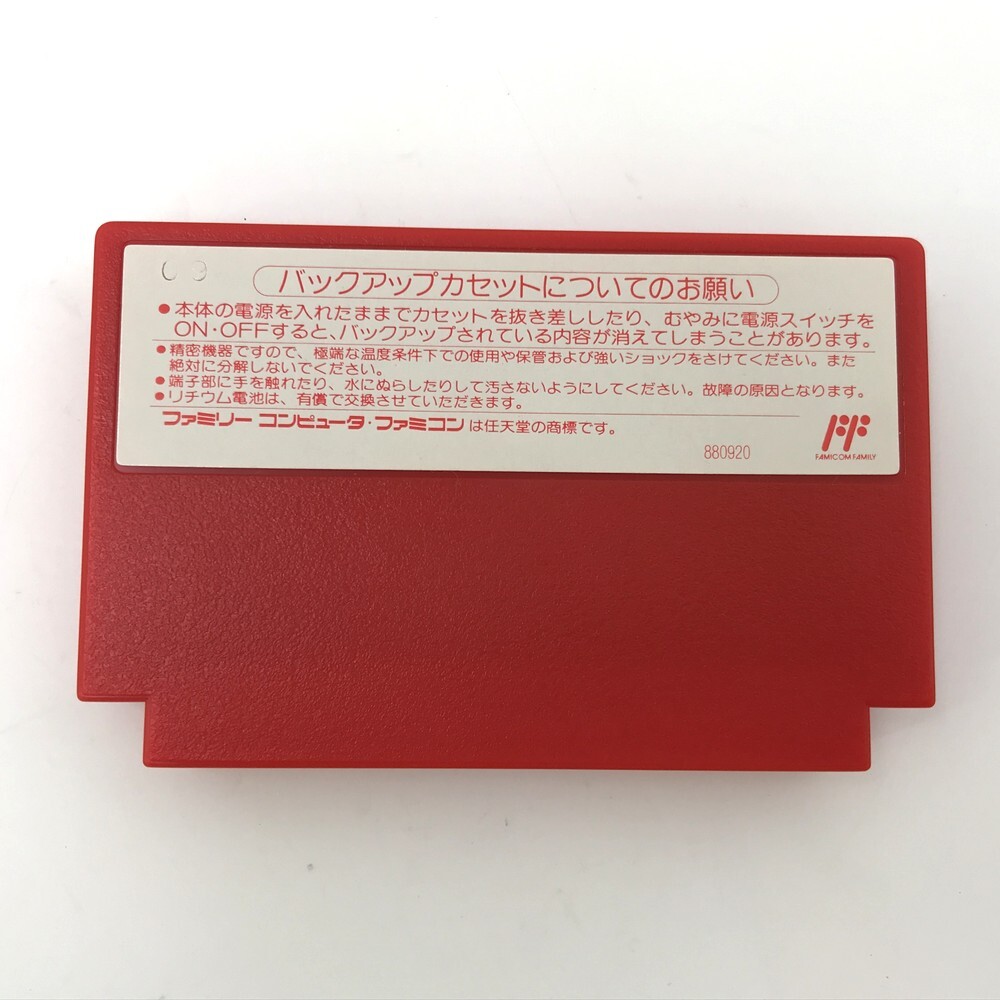 バックアップカセットについてのお願い
●本体の電源を入れたままでカセットを抜き差ししたり、むやみに電源スイッチを
ON・OFFすると、バックアップされている内容が消えてしまうことがあります。
●精密機器ですので、極端な温度条件下での使用や保管および強いショックをさけてください。また
絶対に分解しないでください。
●端子部に手を触れたり、水にぬらしたりして汚さないようにしてください。故障の原因となります。
●リチウム電池は、有償で交換させていただきます。
ファミリー コンピュータ・ファミコンは任天堂の商標です。
880920
FAMICOM FAMILY